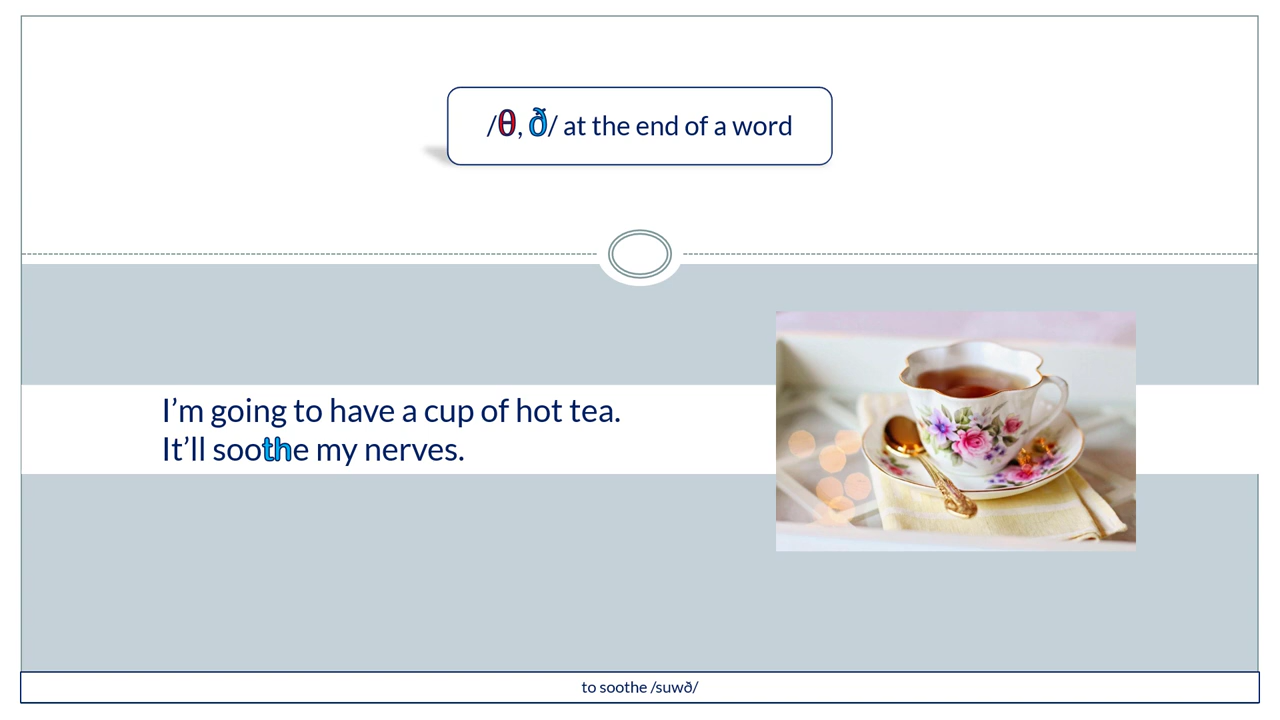 /θ, ð/ at the end of a word
I’m going to have a cup of hot tea.
It’ll soothe my nerves.
to soothe /suwð/